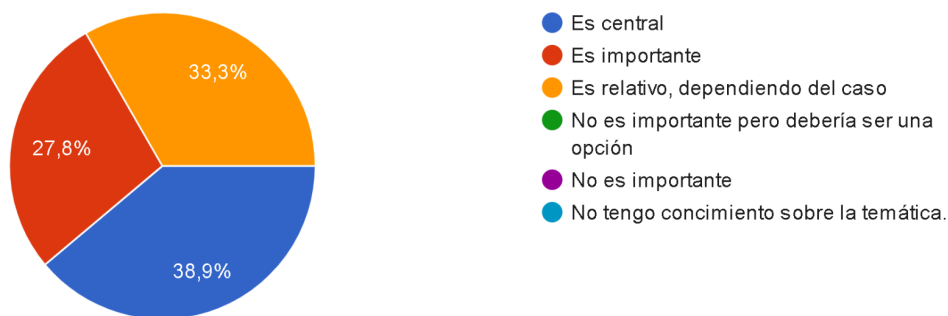 33,3%
27,8%
38,9%
Es central
Es importante
Es relativo, dependiendo del caso
No es importante pero debería ser una
opción
No es importante
No tengo concimiento sobre la temática.